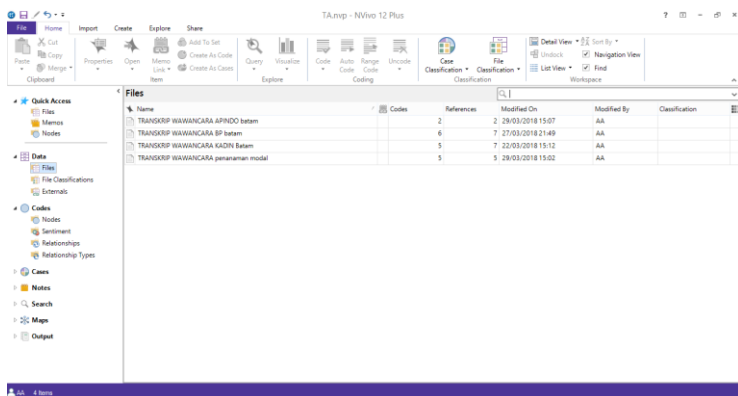 TA.nvp - NVivo 12 Plus
File Home Import Create Explore Share
Paste Cut Copy Merge
Clipboard
Properties Open Memo Link Add To Set Create As Code Create As Cases
Item
Query Visualize
Explore
Code Auto Code Range Code Uncode
Coding
Case Classification File Classification
Classification
Detail View Sort By
Undock Navigation View
List View Find
Workspace
Quick Access
Files
Memos
Nodes
Data
Files
File Classifications
Externals
Codes
Nodes
Sentiment
Relationships
Relationship Types
Cases
Notes
Search
Maps
Output
Files
Name Codes References Modified On Modified By Classification
TRANSKRIP WAWANCARA APINDO batam 2 2 29/03/2018 15:07 AA
TRANSKRIP WAWANCARA BP batam 6 7 27/03/2018 21:49 AA
TRANSKRIP WAWANCARA KADIN Batam 5 7 22/03/2018 15:12 AA
TRANSKRIP WAWANCARA penanaman modal 5 5 29/03/2018 15:02 AA
AA 4 Items